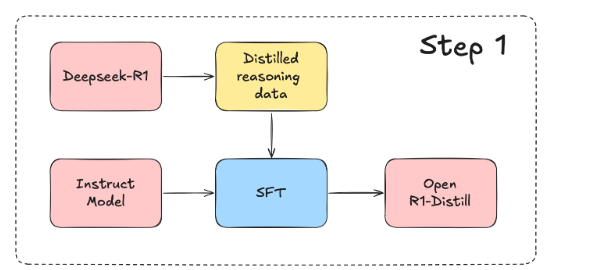 Step 1
Deepseek-R1
Distilled
reasoning
data
Instruct
Model
SFT
Open
R1-Distill